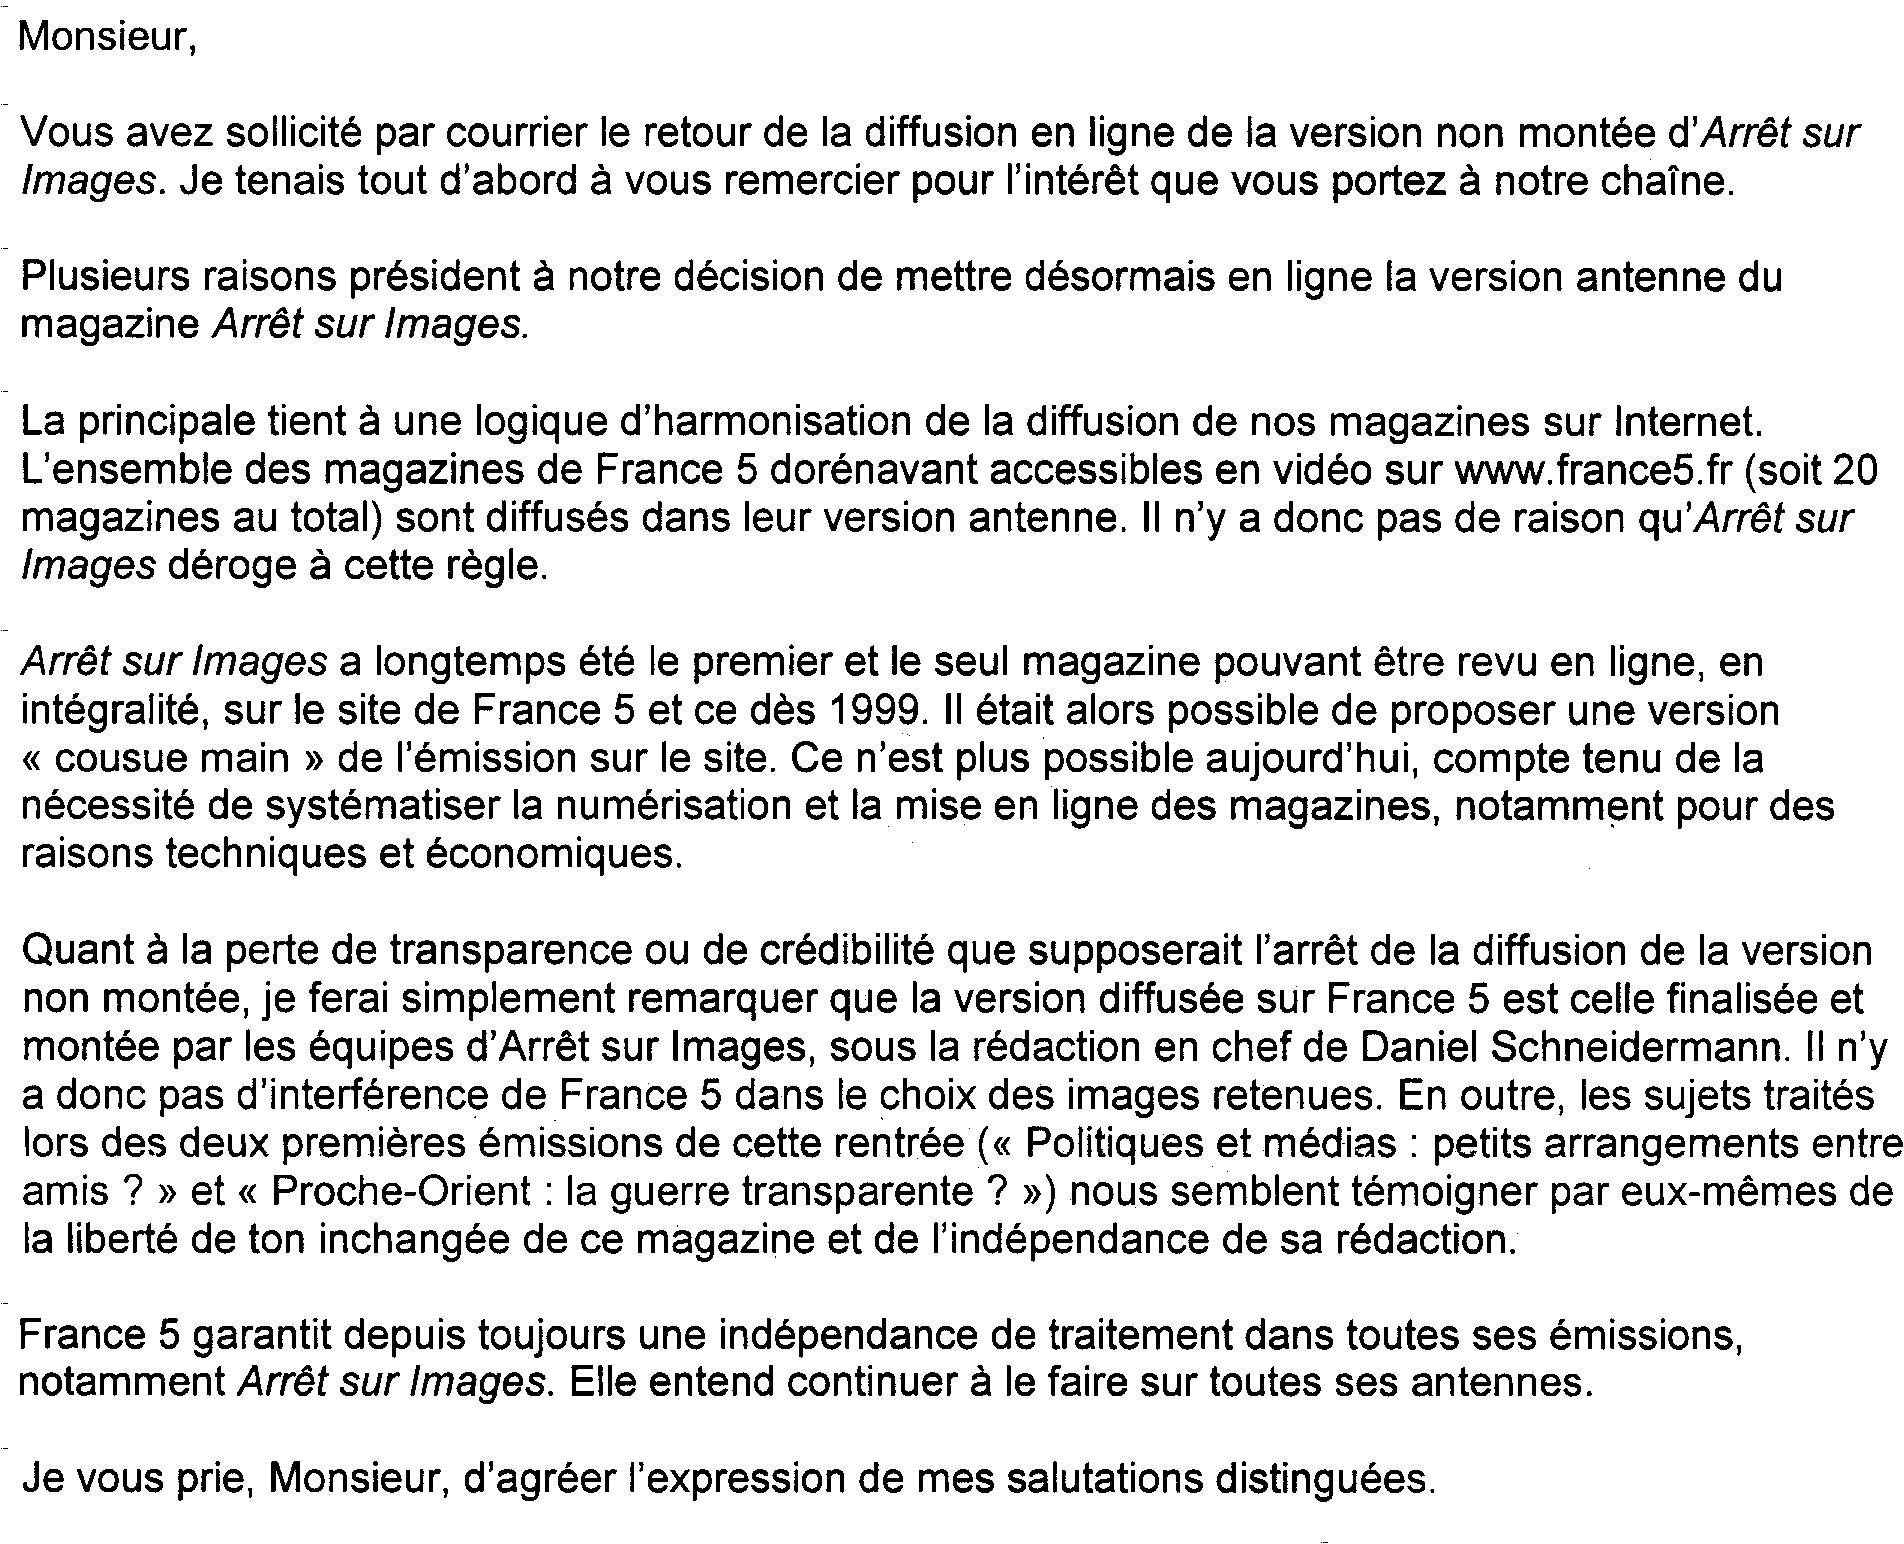 Monsieur,
Vous avez sollicité par courrier le retour de la diffusion en ligne de la version non montée d'Arrêt sur
Images. Je tenais tout d'abord à vous remercier pour l'intérêt que vous portez à notre chaîne.
Plusieurs raisons président à notre décision de mettre désormais en ligne la version antenne du
magazine Arrêt sur Images.
La principale tient à une logique d'harmonisation de la diffusion de nos magazines sur Internet.
L'ensemble des magazines de France 5 dorénavant accessibles en vidéo sur www.france5.fr (soit 20
magazines au total) sont diffusés dans leur version antenne. Il n'y a donc pas de raison qu'Arrêt sur
Images déroge à cette règle.
Arrêt sur Images a longtemps été le premier et le seul magazine pouvant être revu en ligne, en
intégralité, sur le site de France 5 et ce dès 1999. Il était alors possible de proposer une version
« cousue main » de l'émission sur le site. Ce n'est plus possible aujourd'hui, compte tenu de la
nécessité de systématiser la numérisation et la mise en ligne des magazines, notamment pour des
raisons techniques et économiques.
Quant à la perte de transparence ou de crédibilité que supposerait l'arrêt de la diffusion de la version
non montée, je ferai simplement remarquer que la version diffusée sur France 5 est celle finalisée et
montée par les équipes d'Arrêt sur Images, sous la rédaction en chef de Daniel Schneidermann. Il n'y
a donc pas d'interférence de France 5 dans le choix des images retenues. En outre, les sujets traités
lors des deux premières émissions de cette rentrée (« Politiques et médias : petits arrangements entre
amis ? » et « Proche-Orient : la guerre transparente ? ») nous semblent témoigner par eux-mêmes de
la liberté de ton inchangée de ce magazine et de l'indépendance de sa rédaction.
France 5 garantit depuis toujours une indépendance de traitement dans toutes ses émissions,
notamment Arrêt sur Images. Elle entend continuer à le faire sur toutes ses antennes.
Je vous prie, Monsieur, d'agréer l'expression de mes salutations distinguées.